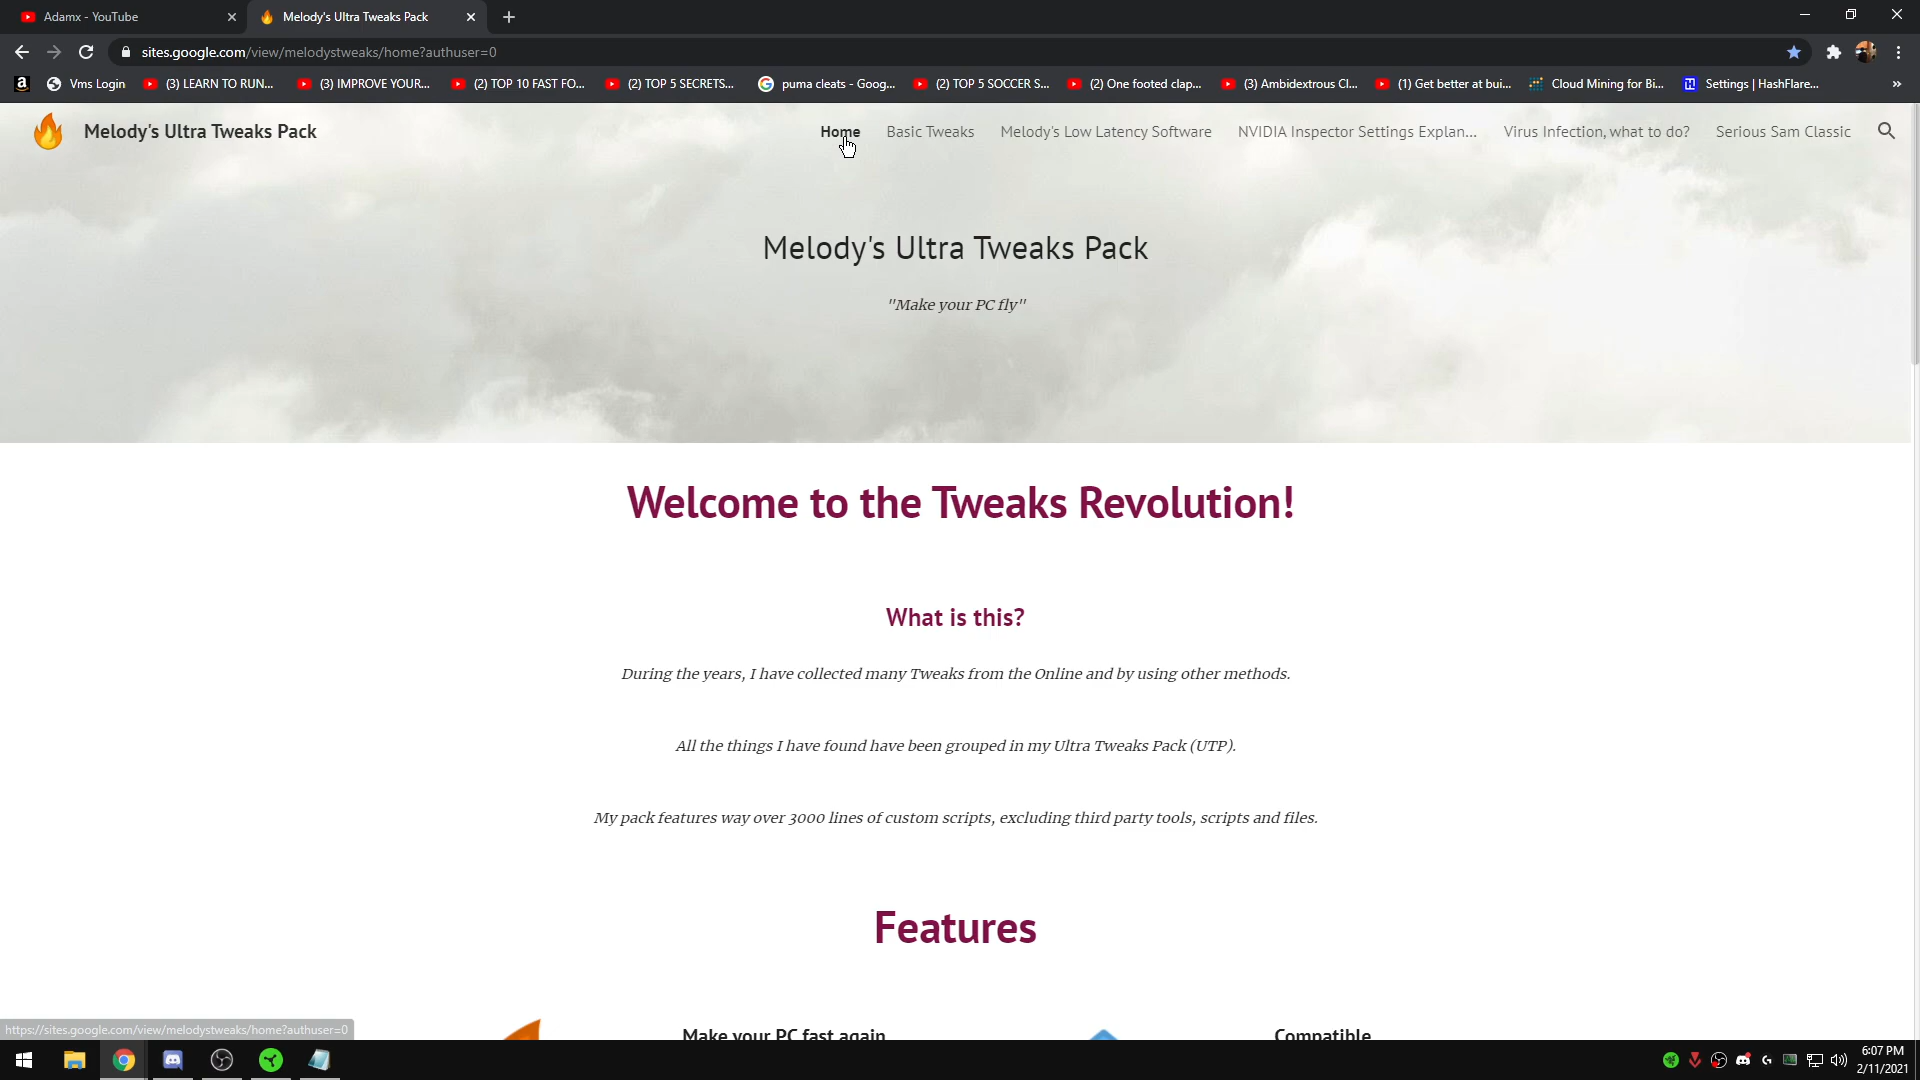 Adamx - YouTube
Melody's Ultra Tweaks Pack
sites.google.com/view/melodystweaks/home?authuser=0
Vms Login
(3) LEARN TO RUN...
(3) IMPROVE YOUR...
(2) TOP 10 FAST FO...
(2) TOP 5 SECRETS...
puma cleats - Goog...
(2) TOP 5 SOCCER S...
(2) One footed clap...
(3) Ambidextrous Cl...
(1) Get better at bui...
Cloud Mining for Bi...
Settings | HashFlare...
»
Melody's Ultra Tweaks Pack
Home
Basic Tweaks
Melody's Low Latency Software
NVIDIA Inspector Settings Explan...
Virus Infection, what to do?
Serious Sam Classic
Melody's Ultra Tweaks Pack
"Make your PC fly"
Welcome to the Tweaks Revolution!
What is this?
During the years, I have collected many Tweaks from the Online and by using other methods.
All the things I have found have been grouped in my Ultra Tweaks Pack (UTP).
My pack features way over 3000 lines of custom scripts, excluding third party tools, scripts and files.
Features
Make your PC fast again
Compatible
https://sites.google.com/view/melodystweaks/home?authuser=0
6:07 PM
2/11/2021